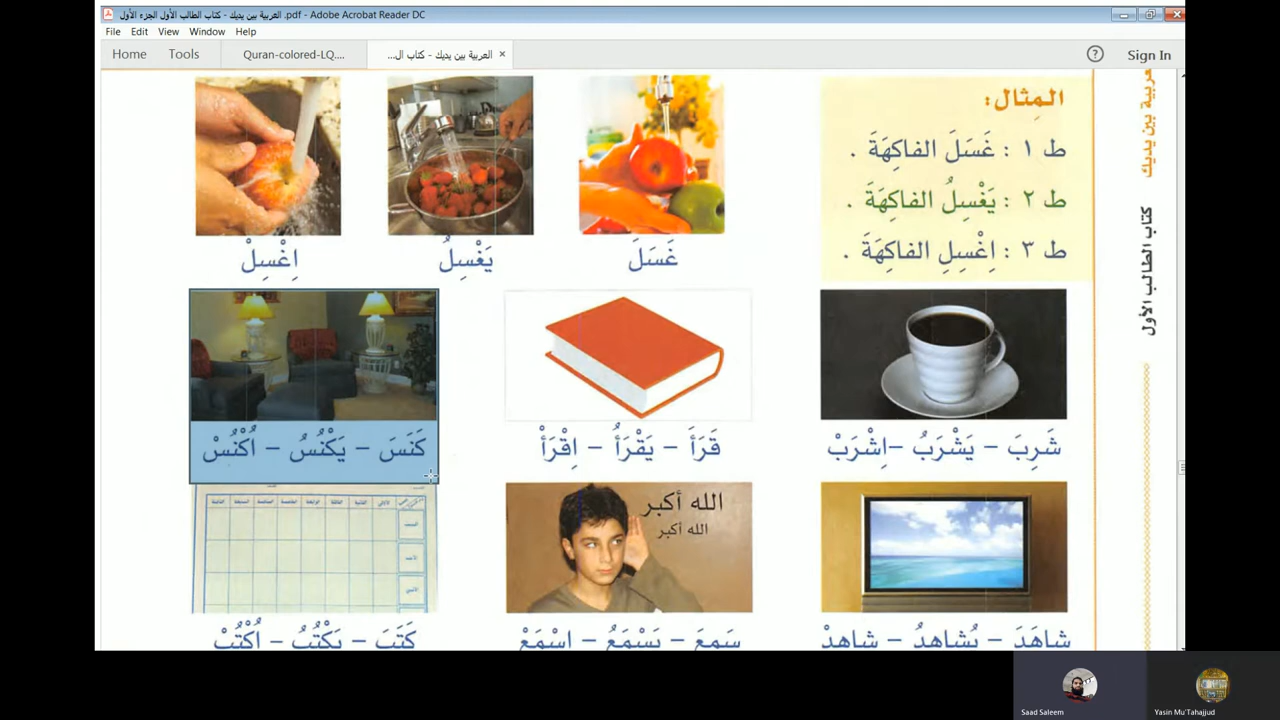 العربية بين يديك - كتاب الطالب الأول الجزء الأول.pdf - Adobe Acrobat Reader DC
File Edit View Window Help
Home Tools Quran-colored-LQ.... العربية بين يديك - كتاب ال... × ? Sign In
المِثال:
ط ١ : غَسَلَ الفاكِهَةَ .
ط ٢ : يَغْسِلُ الفاكِهَةَ .
ط ٣ : اِغْسِلِ الفاكِهَةَ .
غَسَلَ
يَغْسِلُ
اِغْسِلْ
شَرِبَ – يَشْرَبُ –اِشْرَبْ
قَرَأَ – يَقْرَأُ – اِقْرَأْ
كَنَسَ – يَكْنُسُ – اُكْنُسْ
الله أكبر
الله أكبر
شاهَدَ – يُشاهِدُ – شاهِدْ
سَمِعَ – يَسْمَعُ – اِسْمَعْ
كَتَبَ – يَكْتُبُ – اُكْتُبْ
العربية بين يديك
كتاب الطالب الأول
Saad Saleem
Yasin Mu'Tahajjud